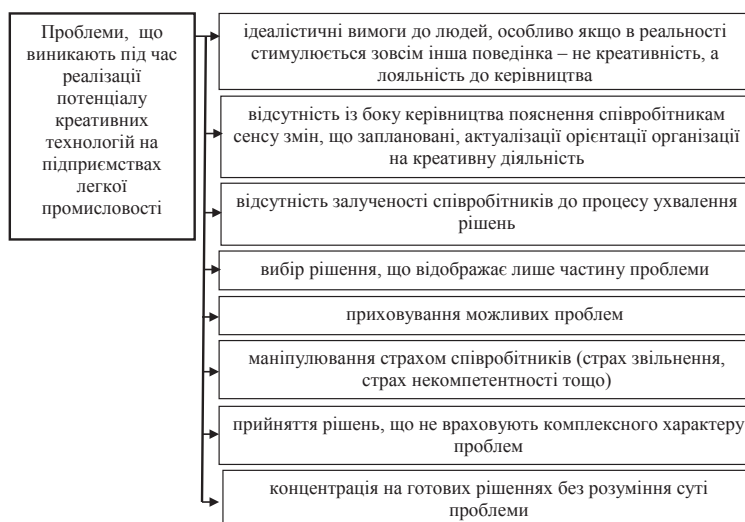 Проблеми, що
виникають під час
реалізації
потенціалу
креативних
технологій на
підприємствах
легкої
промисловості
ідеалістичні вимоги до людей, особливо якщо в реальності
стимулюється зовсім інша поведінка – не креативність, а
лояльність до керівництва
відсутність із боку керівництва пояснення співробітникам
сенсу змін, що заплановані, актуалізації орієнтації організації
на креативну діяльність
відсутність залученості співробітників до процесу ухвалення
рішень
вибір рішення, що відображає лише частину проблеми
приховування можливих проблем
маніпулювання страхом співробітників (страх звільнення,
страх некомпетентності тощо)
прийняття рішень, що не враховують комплексного характеру
проблем
концентрація на готових рішеннях без розуміння суті
проблеми